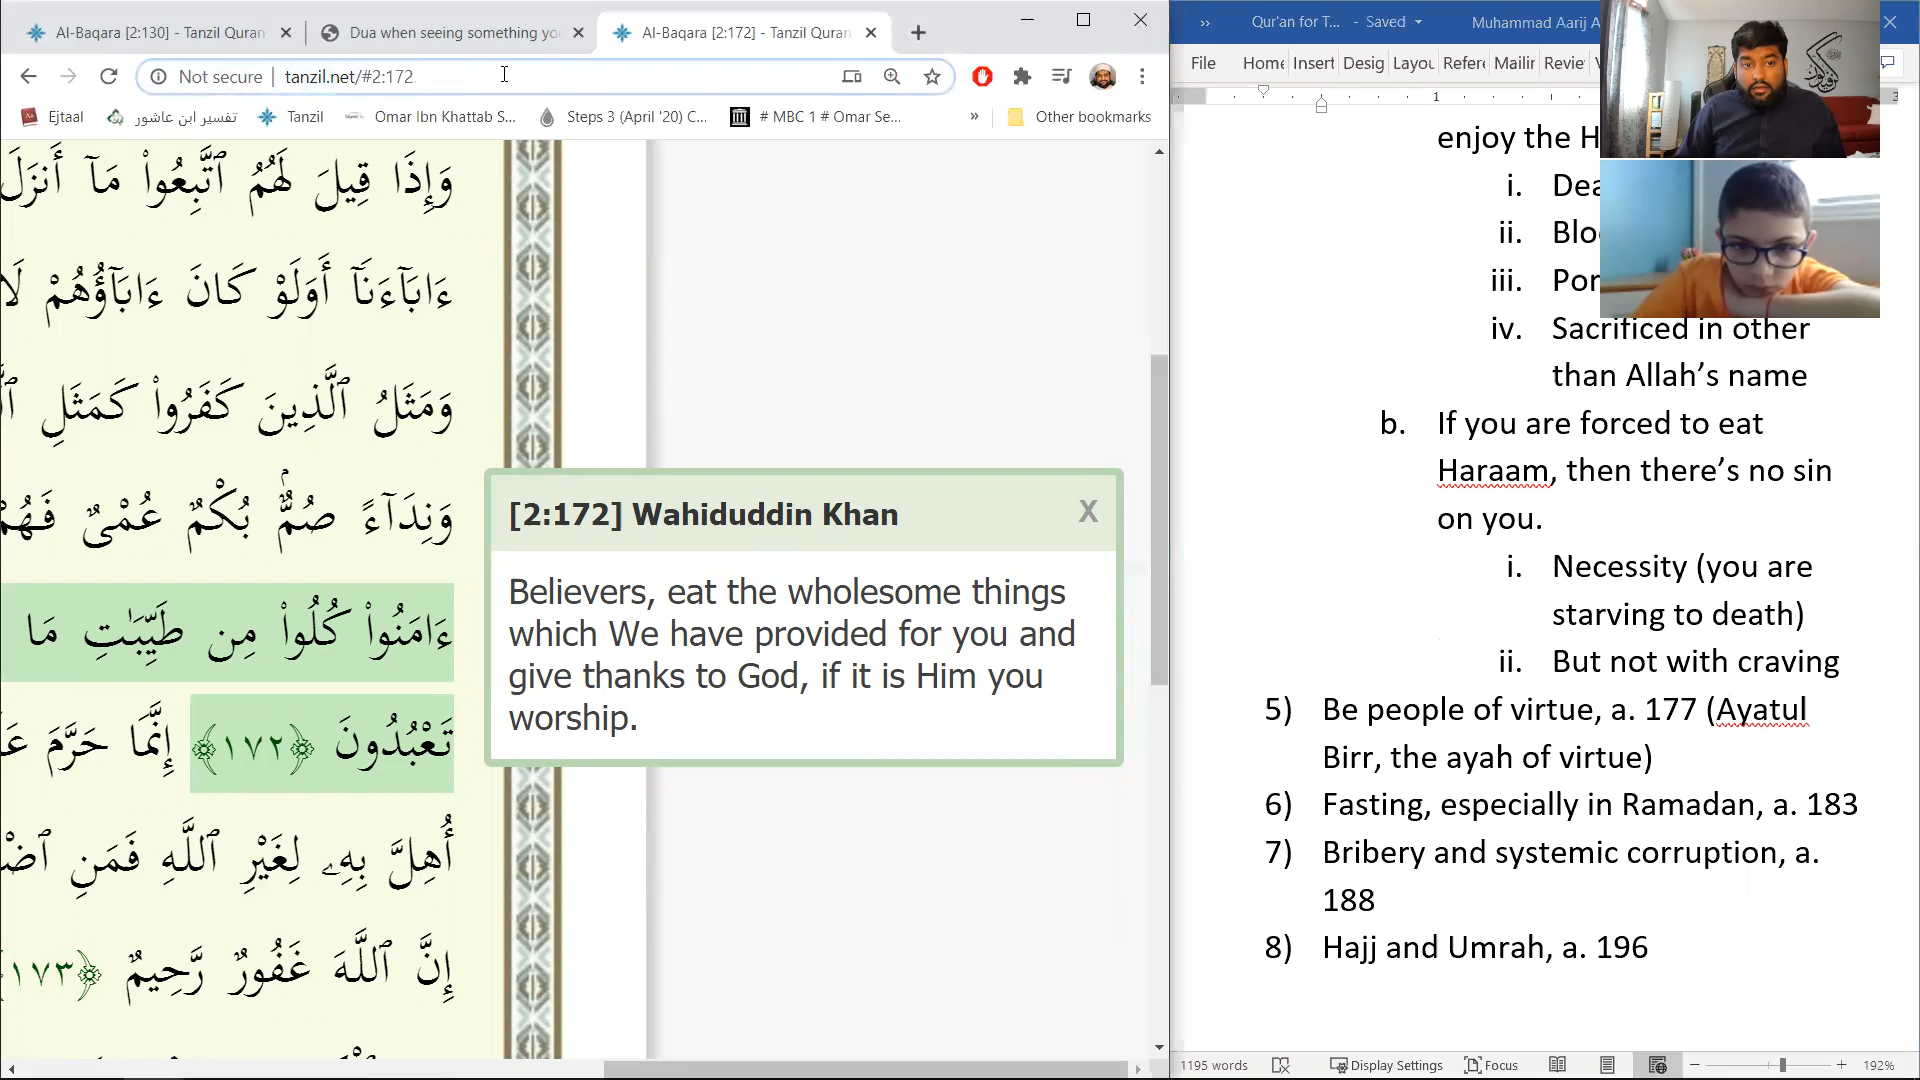 Al-Baqara [2:130] - Tanzil Quran
Dua when seeing something yo
Al-Baqara [2:172] - Tanzil Quran
Not secure
tanzil.net/#2:172
Ejtaal
تفسير ابن عاشور
Tanzil
Omar Ibn Khattab S...
Steps 3 (April '20) C...
# MBC 1 # Omar Se...
»
Other bookmarks
وَإِذَا قِيلَ لَهُمُ ٱتَّبِعُوا۟ مَآ أَنزَلَ
ءَابَآءَنَآ أَوَلَوْ كَانَ ءَابَآؤُهُمْ لَا
وَمَثَلُ ٱلَّذِينَ كَفَرُوا۟ كَمَثَلِ
وَنِدَآءً صُمٌّۢ بُكْمٌ عُمْىٌ فَهُمْ
ءَامَنُوا۟ كُلُوا۟ مِن طَيِّبَـٰتِ مَا
تَعْبُدُونَ ﴿١٧٢﴾ إِنَّمَا حَرَّمَ
أُهِلَّ بِهِۦ لِغَيْرِ ٱللَّهِ فَمَنِ
إِنَّ ٱللَّهَ غَفُورٌ رَّحِيمٌ ﴿١٧٣﴾
[2:172] Wahiduddin Khan
X
Believers, eat the wholesome things
which We have provided for you and
give thanks to God, if it is Him you
worship.
Qur'an for T... - Saved
Muhammad Aarij A
File Home Insert Desig Layou Refere Mailin Revie
1
3
enjoy the H
i. Dea
ii. Bloo
iii. Por
iv. Sacrificed in other
than Allah's name
b. If you are forced to eat
Haraam, then there's no sin
on you.
i. Necessity (you are
starving to death)
ii. But not with craving
5) Be people of virtue, a. 177 (Ayatul
Birr, the ayah of virtue)
6) Fasting, especially in Ramadan, a. 183
7) Bribery and systemic corruption, a.
188
8) Hajj and Umrah, a. 196
1195 words
Display Settings
Focus
192%